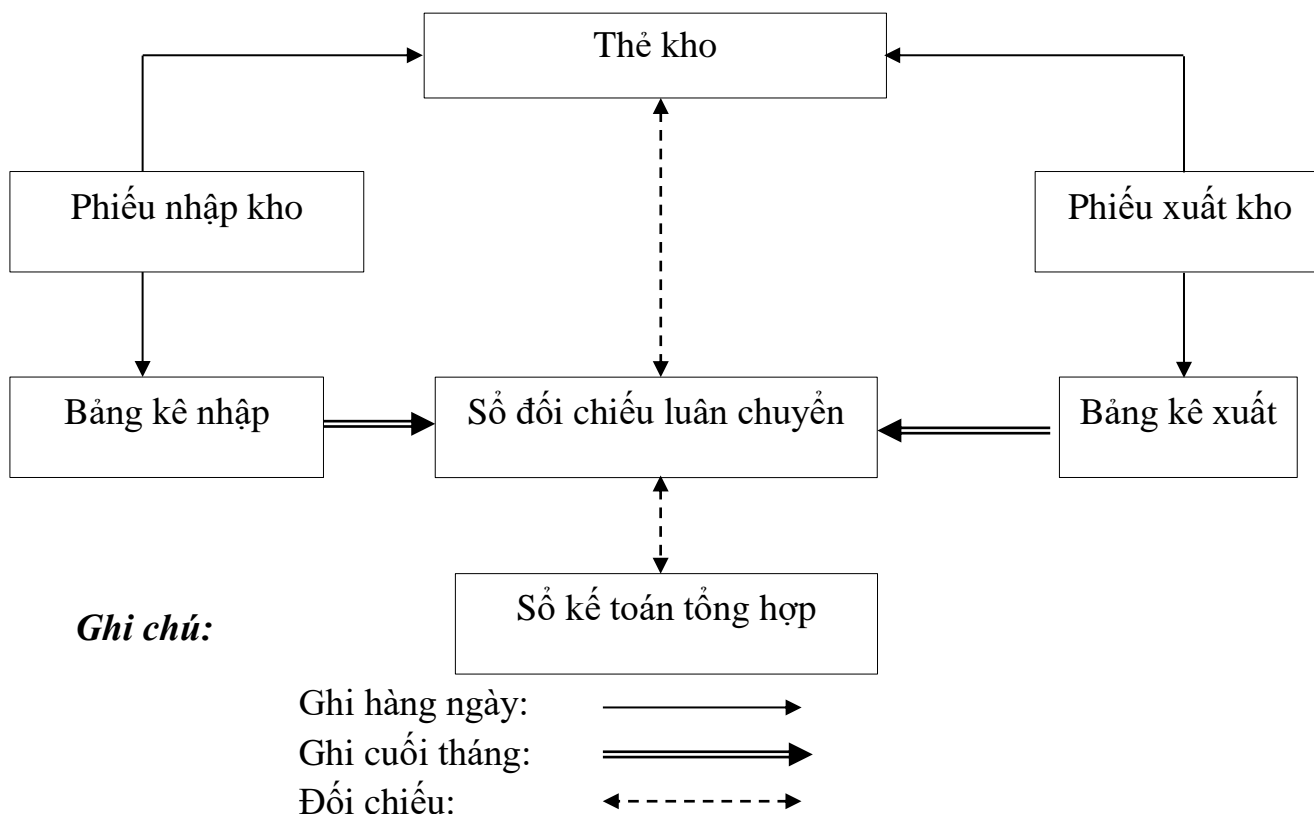 Thẻ kho
Phiếu nhập kho
Phiếu xuất kho
Bảng kê nhập
Sổ đối chiếu luân chuyển
Bảng kê xuất
Sổ kế toán tổng hợp
Ghi chú:
Ghi hàng ngày:
Ghi cuối tháng:
Đối chiếu: